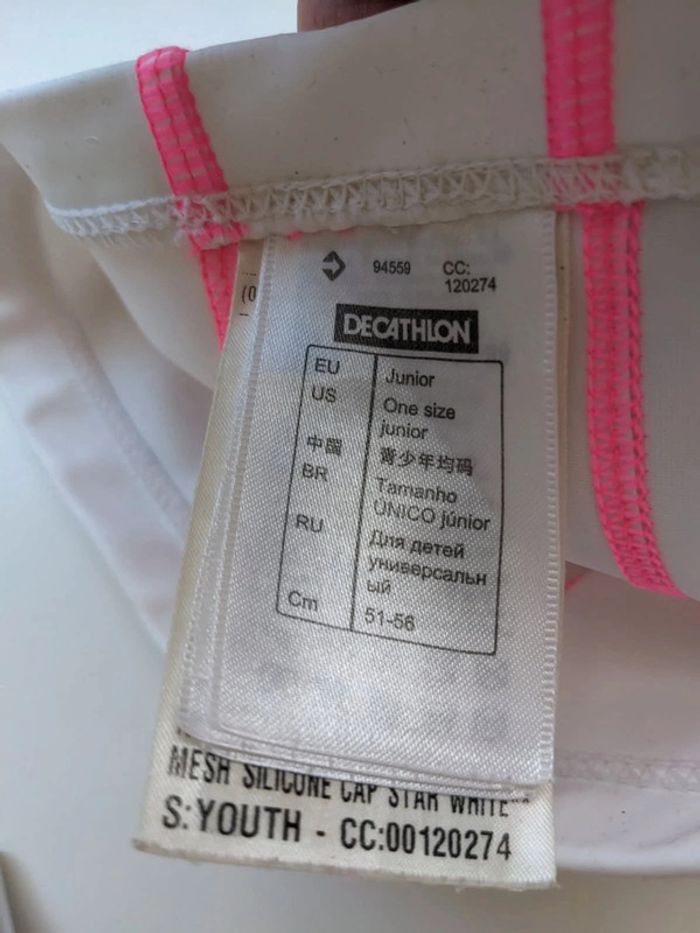 94559 CC:
120274
DECATHLON
EU Junior
US One size
junior
中国 青少年均码
BR Tamanho
ÚNICO júnior
RU Для детей
универсальн
ый
Cm 51-56
MESH SILICONE CAP STAR WHITE
S:YOUTH - CC:00120274